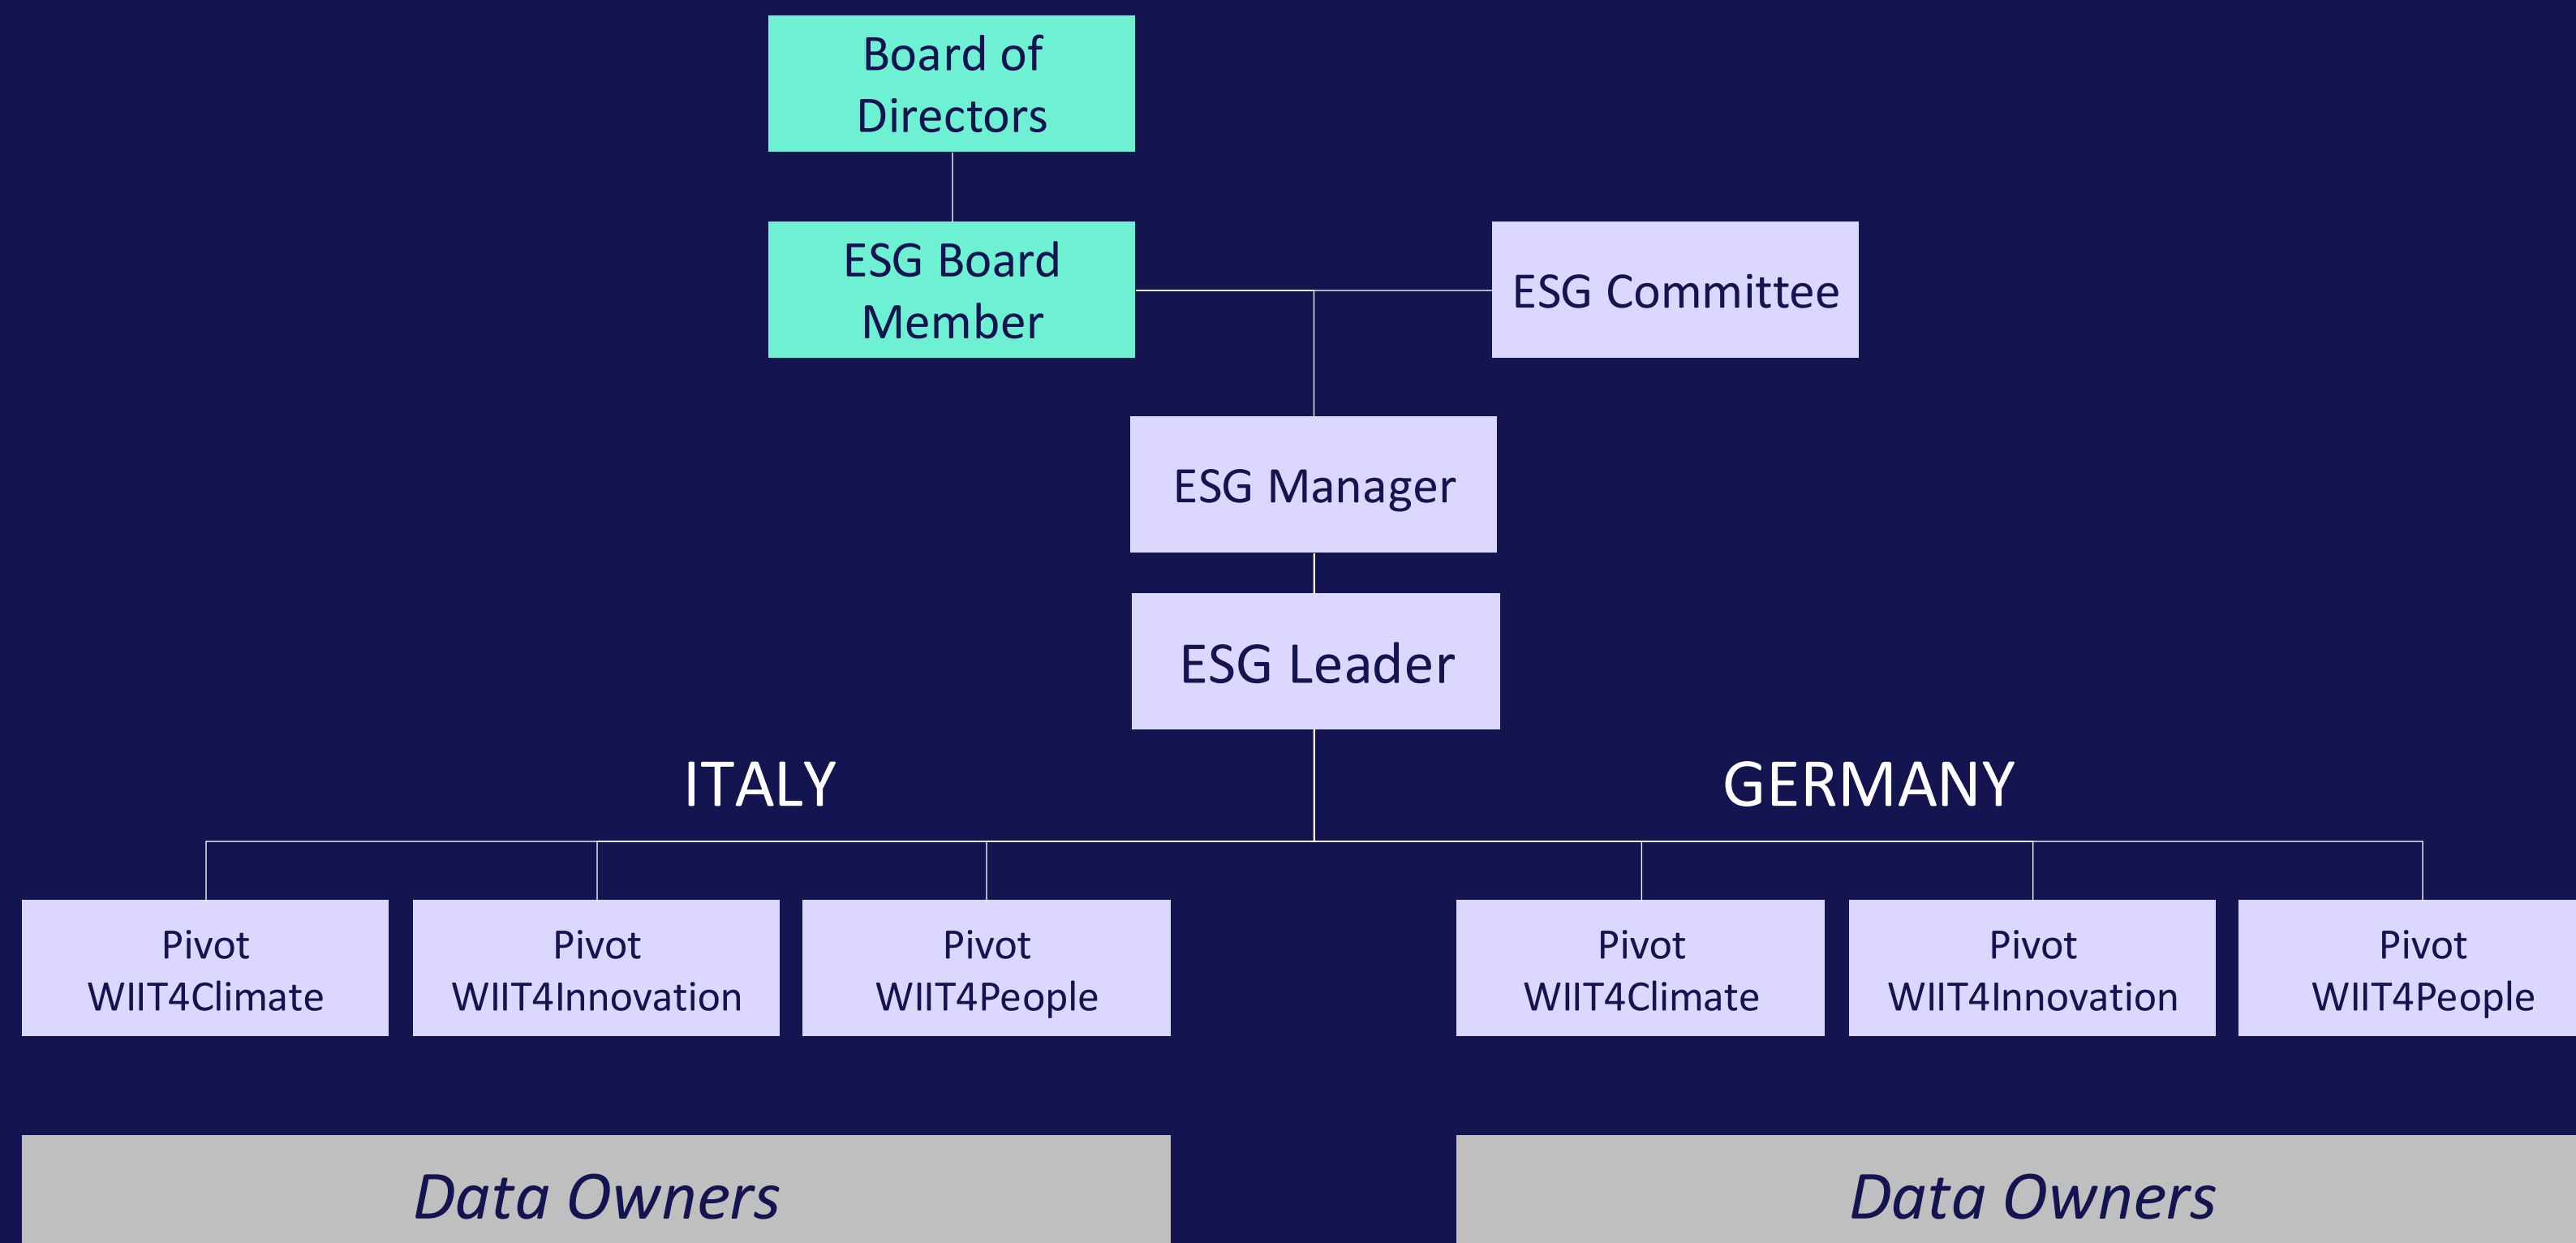 Board of
Directors
ESG Board
Member
ESG Committee
ESG Manager
ESG Leader
ITALY
GERMANY
Pivot
WIIT4Climate
Pivot
WIIT4Innovation
Pivot
WIIT4People
Pivot
WIIT4Climate
Pivot
WIIT4Innovation
Pivot
WIIT4People
Data Owners
Data Owners